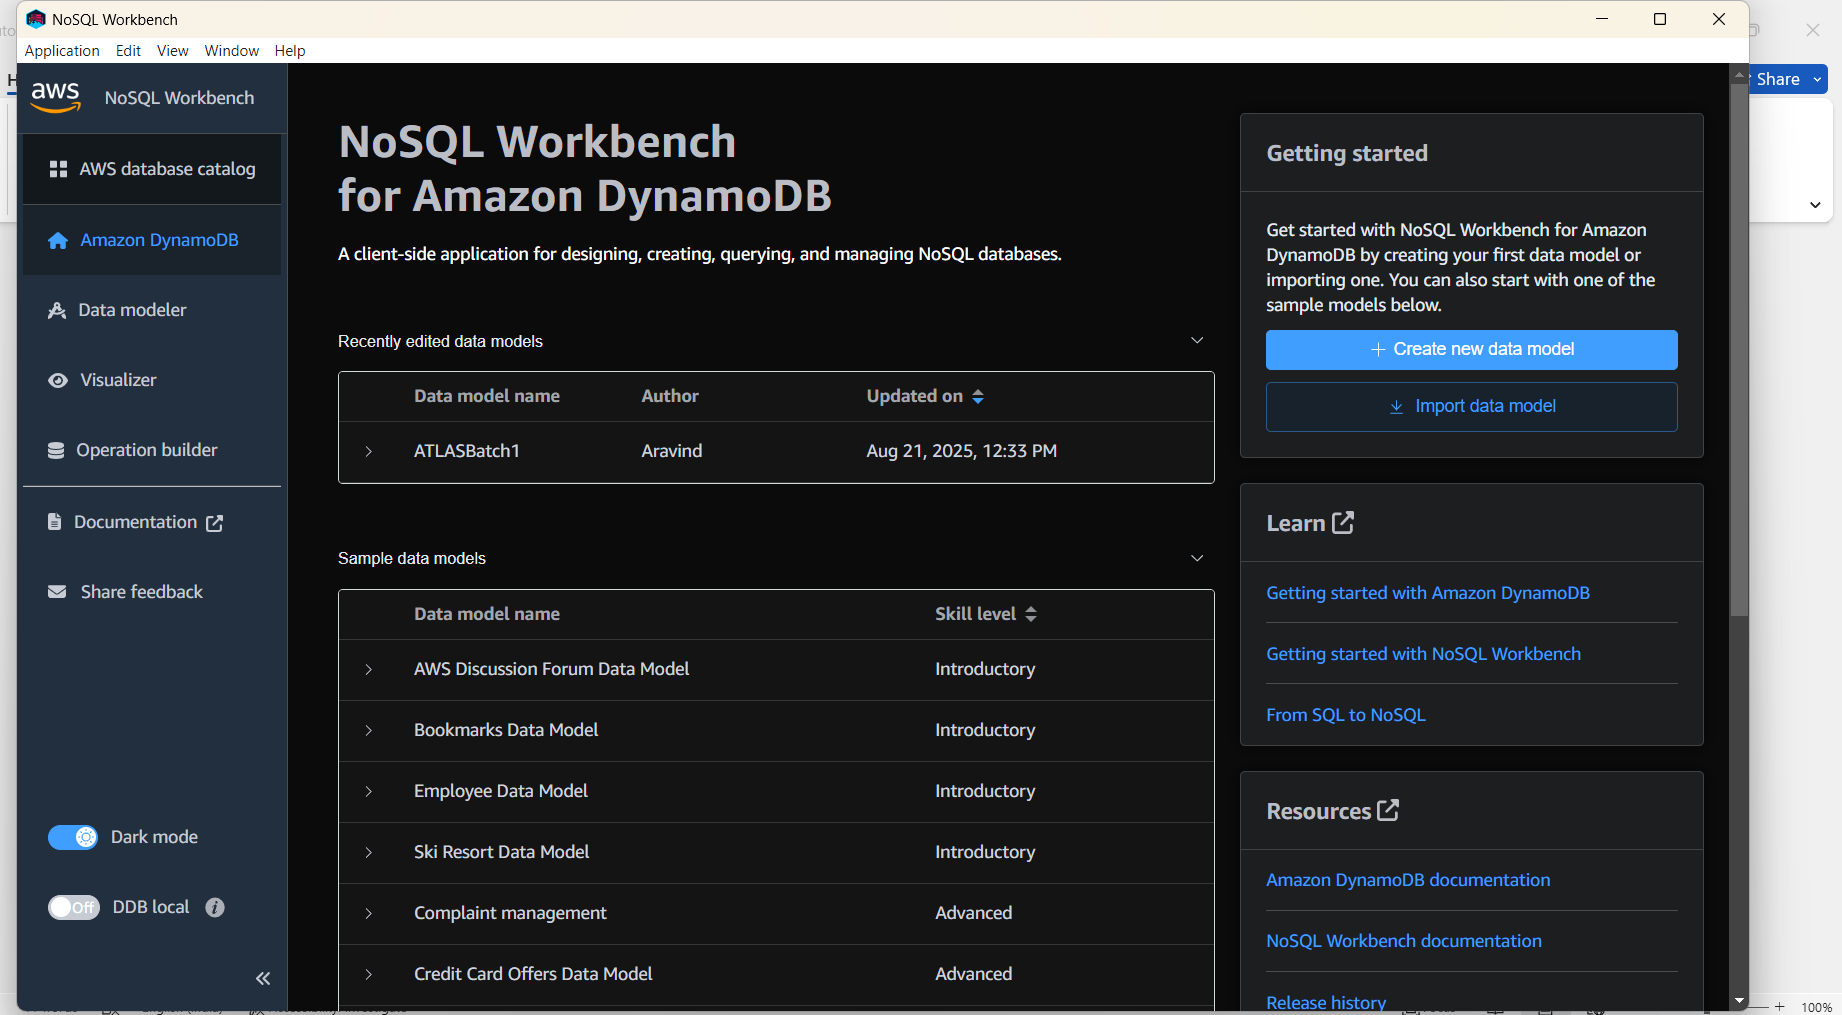 NoSQL Workbench
Application Edit View Window Help
Share
aws NoSQL Workbench
AWS database catalog
Amazon DynamoDB
Data modeler
Visualizer
Operation builder
Documentation
Share feedback
Dark mode
Off DDB local
NoSQL Workbench
for Amazon DynamoDB
A client-side application for designing, creating, querying, and managing NoSQL databases.
Recently edited data models
Data model name Author Updated on
ATLASBatch1 Aravind Aug 21, 2025, 12:33 PM
Sample data models
Data model name Skill level
AWS Discussion Forum Data Model Introductory
Bookmarks Data Model Introductory
Employee Data Model Introductory
Ski Resort Data Model Introductory
Complaint management Advanced
Credit Card Offers Data Model Advanced
Getting started
Get started with NoSQL Workbench for Amazon
DynamoDB by creating your first data model or
importing one. You can also start with one of the
sample models below.
+ Create new data model
Import data model
Learn
Getting started with Amazon DynamoDB
Getting started with NoSQL Workbench
From SQL to NoSQL
Resources
Amazon DynamoDB documentation
NoSQL Workbench documentation
Release history
100%